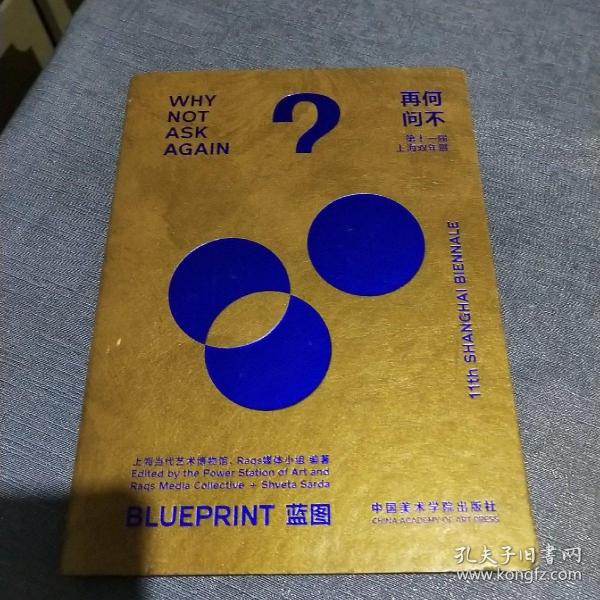 WHY
NOT
ASK
AGAIN
?
再何
问不
第十一届
上海双年展
11th SHANGHAI BIENNALE
上海当代艺术博物馆、Raqs媒体小组 编著
Edited by the Power Station of Art and
Raqs Media Collective + Shveta Sarda
BLUEPRINT 蓝图
中国美术学院出版社
CHINA ACADEMY OF ART PRESS
孔夫子旧书网
www.kongfz.com